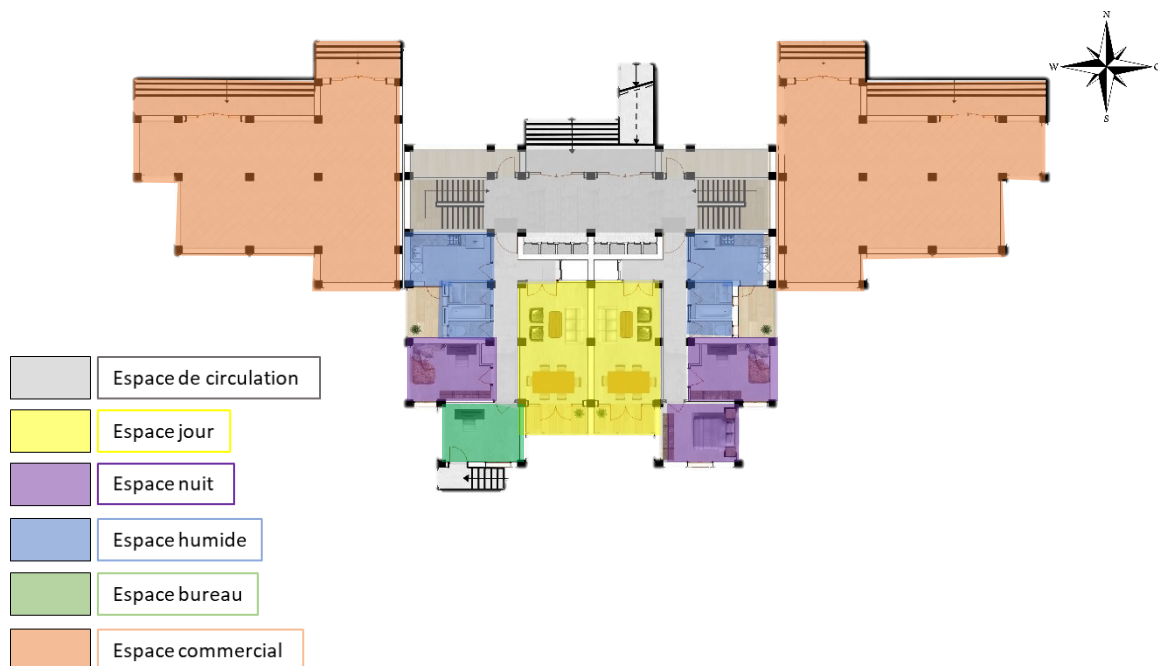 N
W
S
Espace de circulation
Espace jour
Espace nuit
Espace humide
Espace bureau
Espace commercial